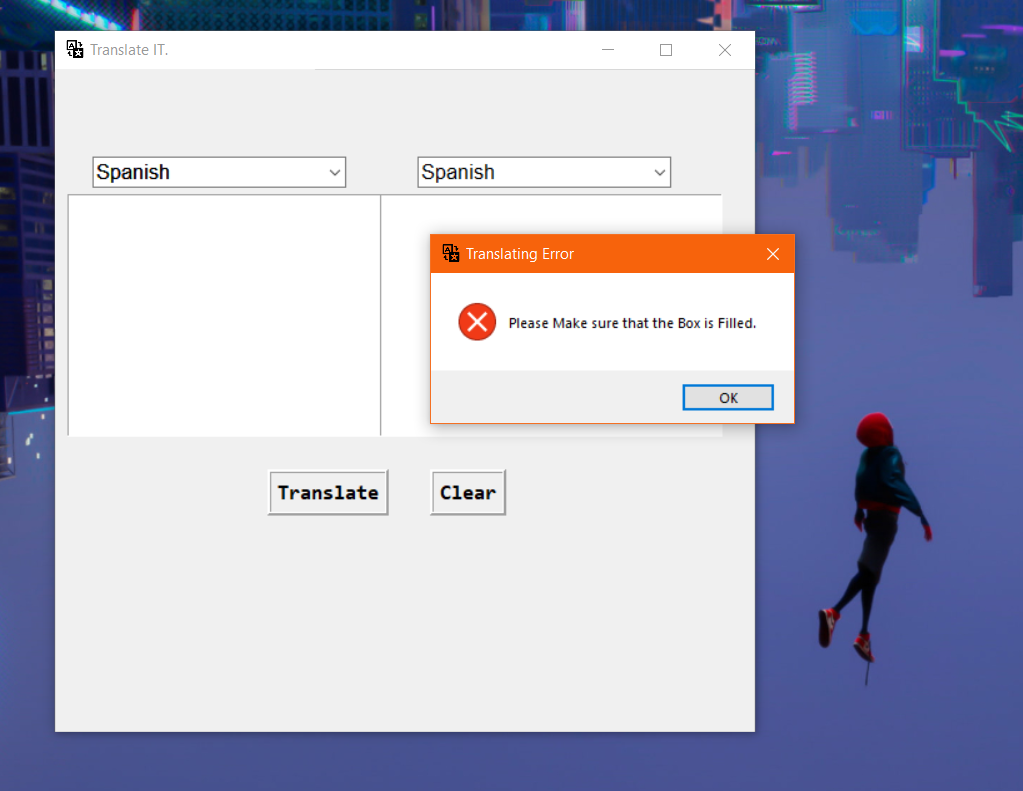 Translate IT.
Spanish
Spanish
Translating Error
Please Make sure that the Box is Filled.
OK
Translate
Clear